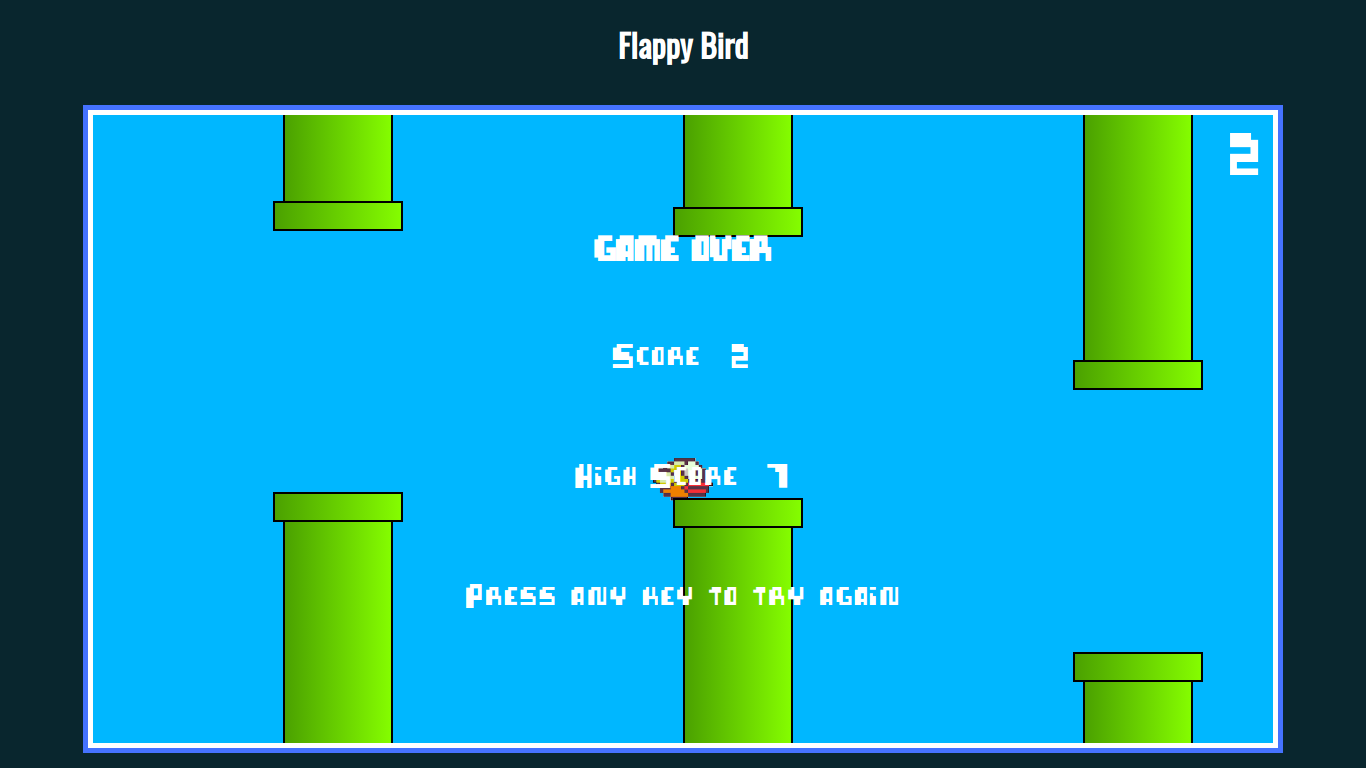 Flappy Bird
2
GAME OVER
SCORE 2
HIGH SCORE 7
PRESS ANY KEY TO TRY AGAIN